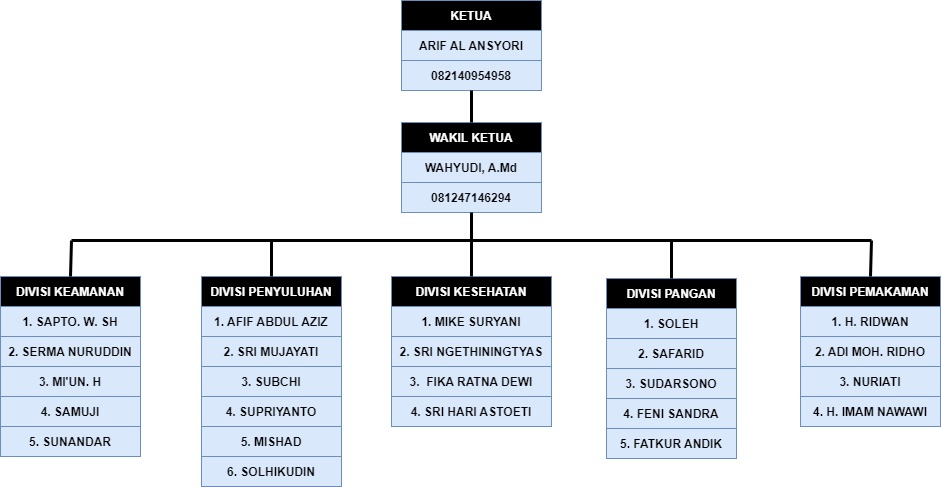 KETUA
ARIF AL ANSYORI
082140954958
WAKIL KETUA
WAHYUDI, A.Md
081247146294
DIVISI KEAMANAN
1. SAPTO. W. SH
2. SERMA NURUDDIN
3. MI'UN. H
4. SAMUJI
5. SUNANDAR
DIVISI PENYULUHAN
1. AFIF ABDUL AZIZ
2. SRI MUJAYATI
3. SUBCHI
4. SUPRIYANTO
5. MISHAD
6. SOLHIKUDIN
DIVISI KESEHATAN
1. MIKE SURYANI
2. SRI NGETHININGTYAS
3. FIKA RATNA DEWI
4. SRI HARI ASTOETI
DIVISI PANGAN
1. SOLEH
2. SAFARID
3. SUDARSONO
4. FENI SANDRA
5. FATKUR ANDIK
DIVISI PEMAKAMAN
1. H. RIDWAN
2. ADI MOH. RIDHO
3. NURIATI
4. H. IMAM NAWAWI